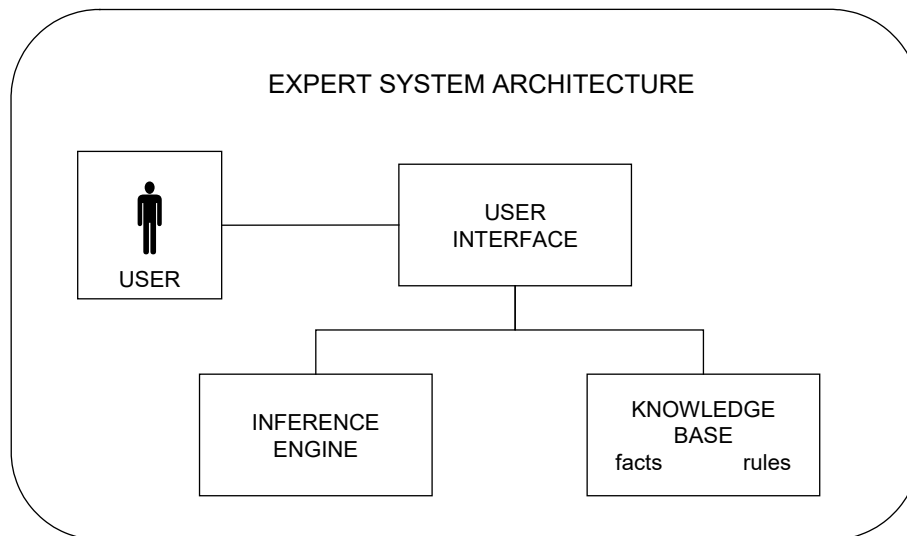 EXPERT SYSTEM ARCHITECTURE
USER
USER
INTERFACE
INFERENCE
ENGINE
KNOWLEDGE
BASE
facts rules